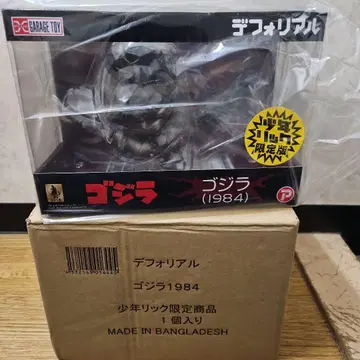 GARAGE TOY
デフォリアル
少年
リック
限定版
ゴジラ
ゴジラ
(1984)
デフォリアル
ゴジラ1984
少年リック限定商品
1個入り
MADE IN BANGLADESH